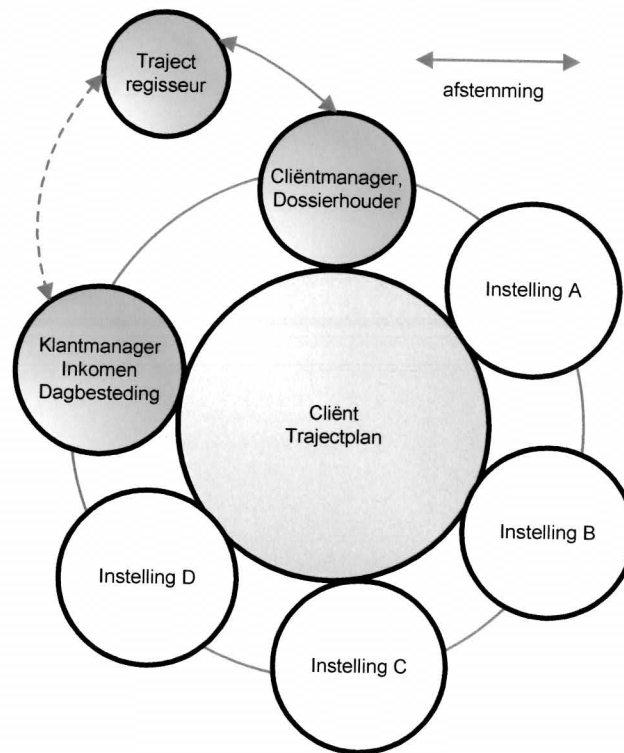 Traject
regisseur
afstemming
Cliëntmanager,
Dossierhouder
Instelling A
Klantmanager
Inkomen
Dagbesteding
Cliënt
Trajectplan
Instelling B
Instelling D
Instelling C